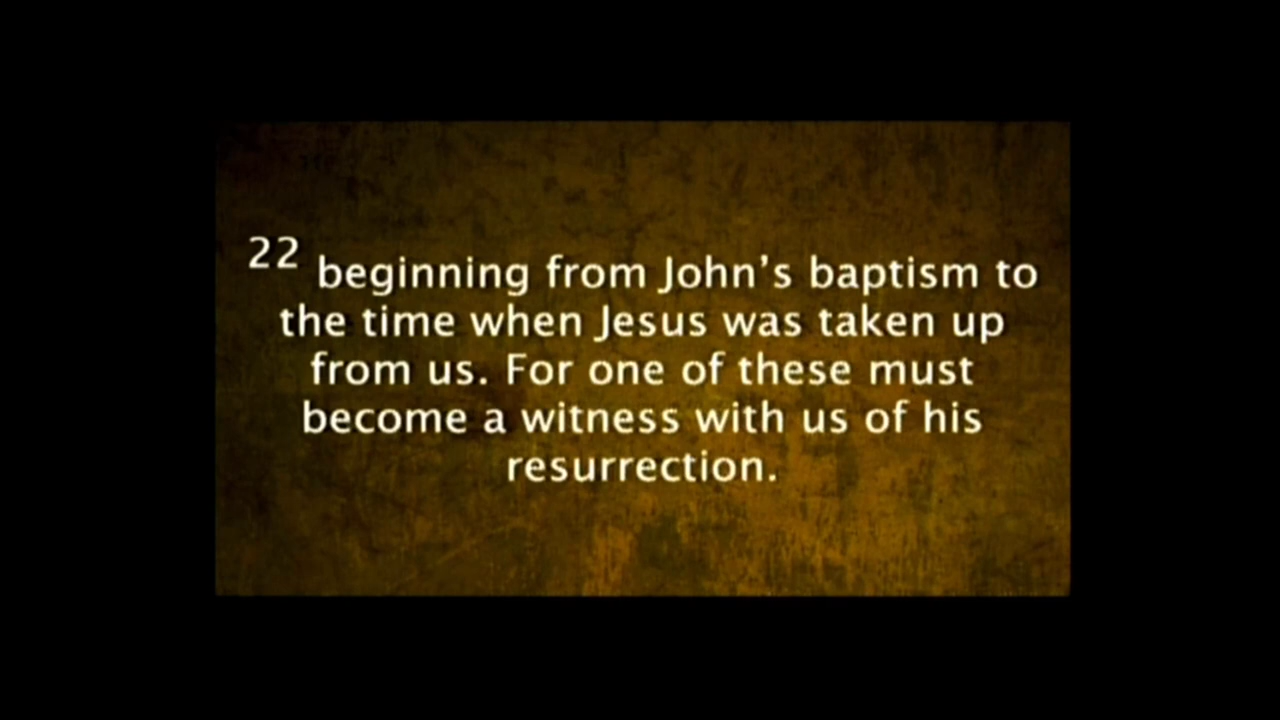 22 beginning from John’s baptism to
the time when Jesus was taken up
from us. For one of these must
become a witness with us of his
resurrection.